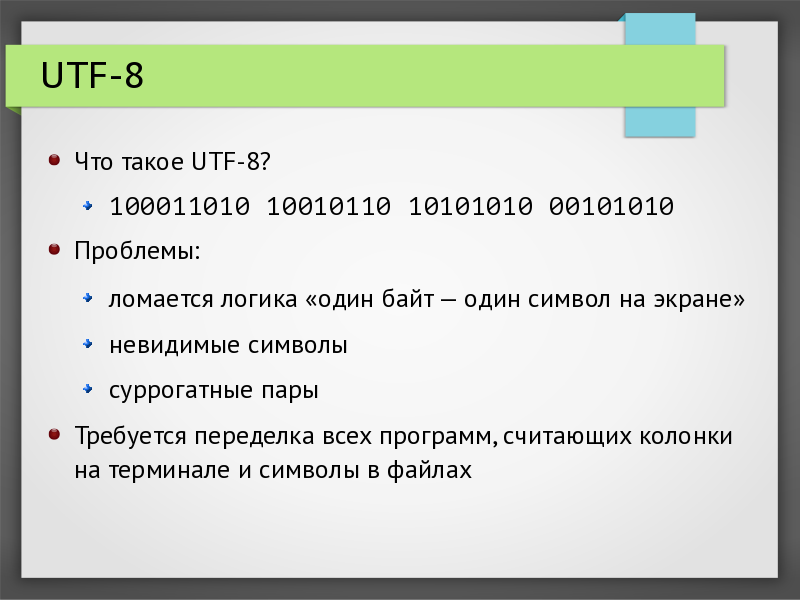 UTF-8
Что такое UTF-8?
100011010 10010110 10101010 00101010
Проблемы:
ломается логика «один байт — один символ на экране»
невидимые символы
суррогатные пары
Требуется переделка всех программ, считающих колонки
на терминале и символы в файлах